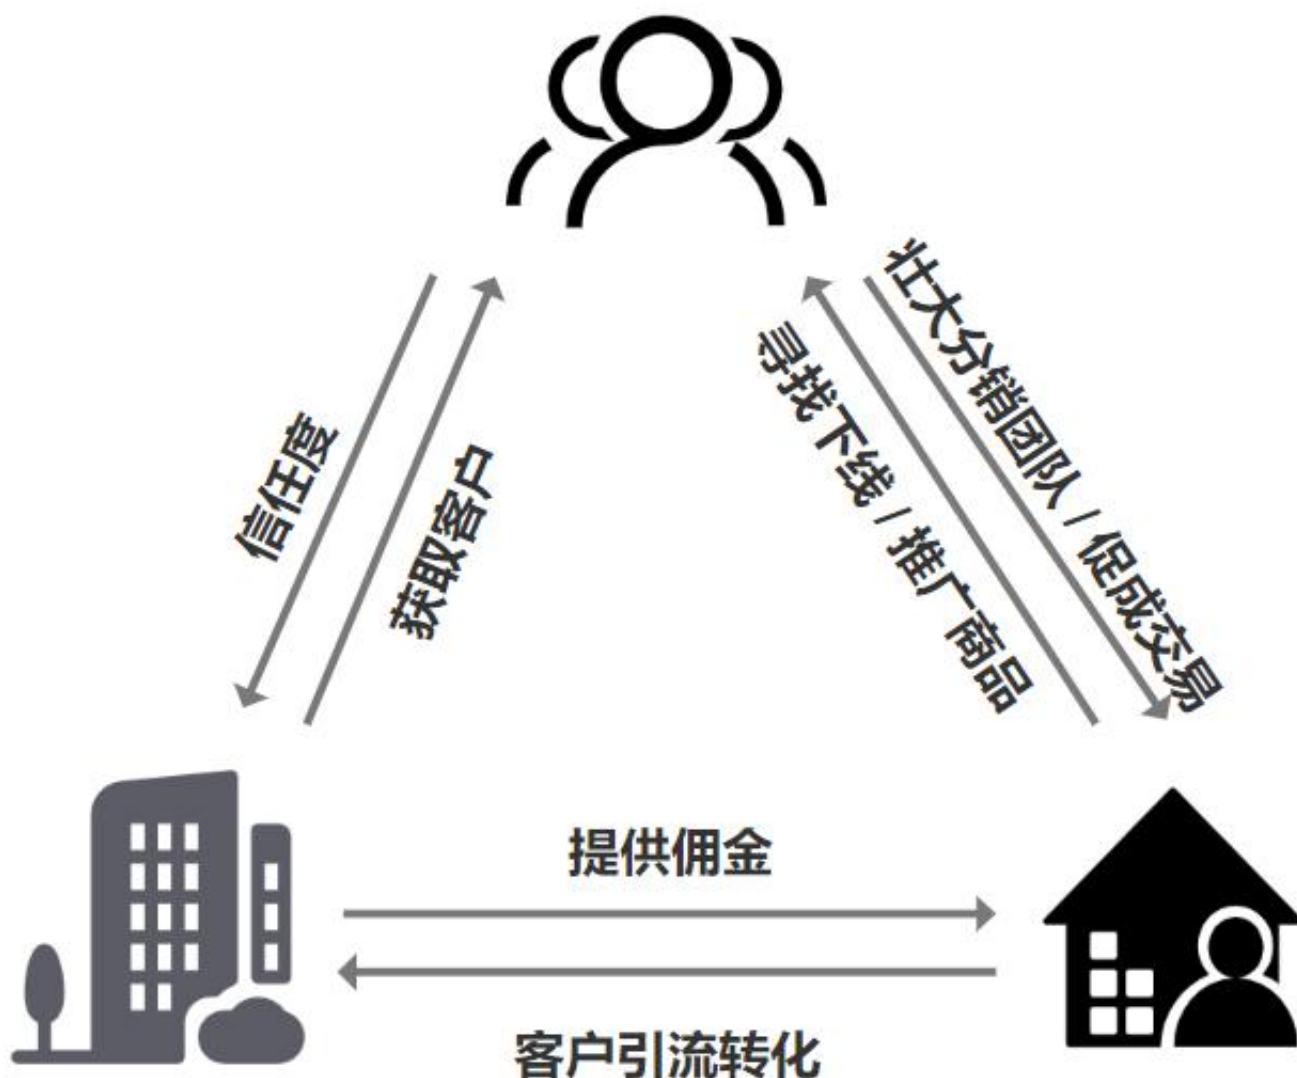 壮大分销团队 / 促成交易
寻找下线 / 推广商品
信任度
获取客户
提供佣金
客户引流转化